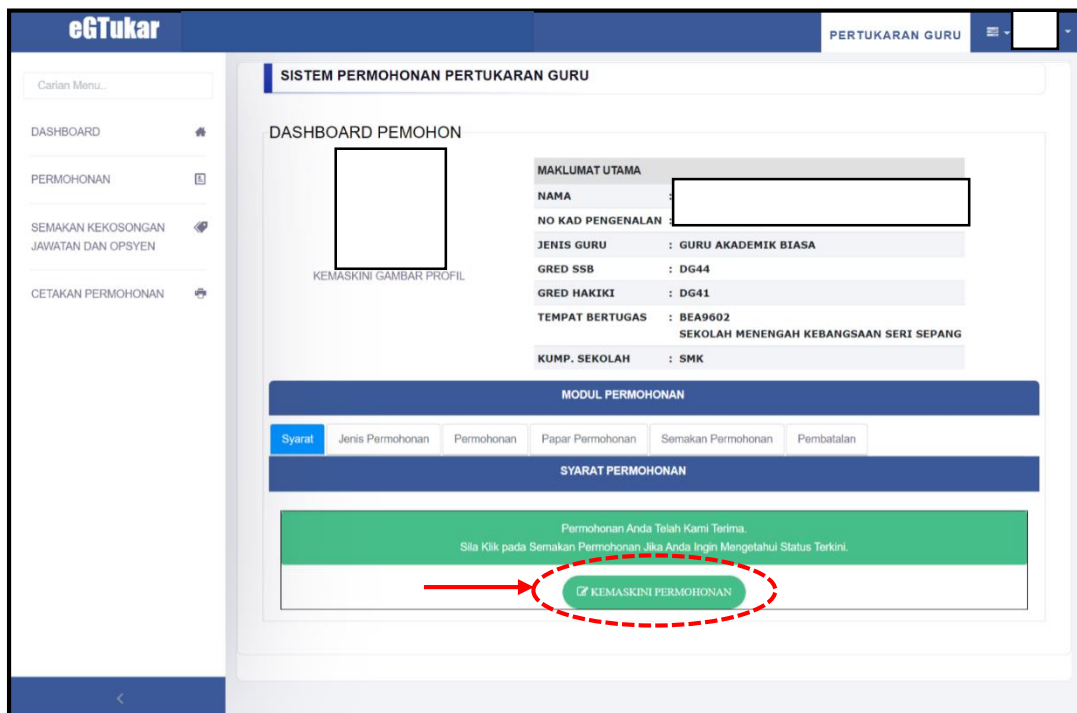 eGTukar
PERTUKARAN GURU
Carian Menu...
DASHBOARD
PERMOHONAN
SEMAKAN KEKOSONGAN
JAWATAN DAN OPSYEN
CETAKAN PERMOHONAN
SISTEM PERMOHONAN PERTUKARAN GURU
DASHBOARD PEMOHON
KEMASKINI GAMBAR PROFIL
MAKLUMAT UTAMA
NAMA :
NO KAD PENGENALAN :
JENIS GURU : GURU AKADEMIK BIASA
GRED SSB : DG44
GRED HAKIKI : DG41
TEMPAT BERTUGAS : BEA9602
SEKOLAH MENENGAH KEBANGSAAN SERI SEPANG
KUMP. SEKOLAH : SMK
MODUL PERMOHONAN
Syarat Jenis Permohonan Permohonan Papar Permohonan Semakan Permohonan Pembatalan
SYARAT PERMOHONAN
Permohonan Anda Telah Kami Terima.
Sila Klik pada Semakan Permohonan Jika Anda Ingin Mengetahui Status Terkini.
KEMASKINI PERMOHONAN